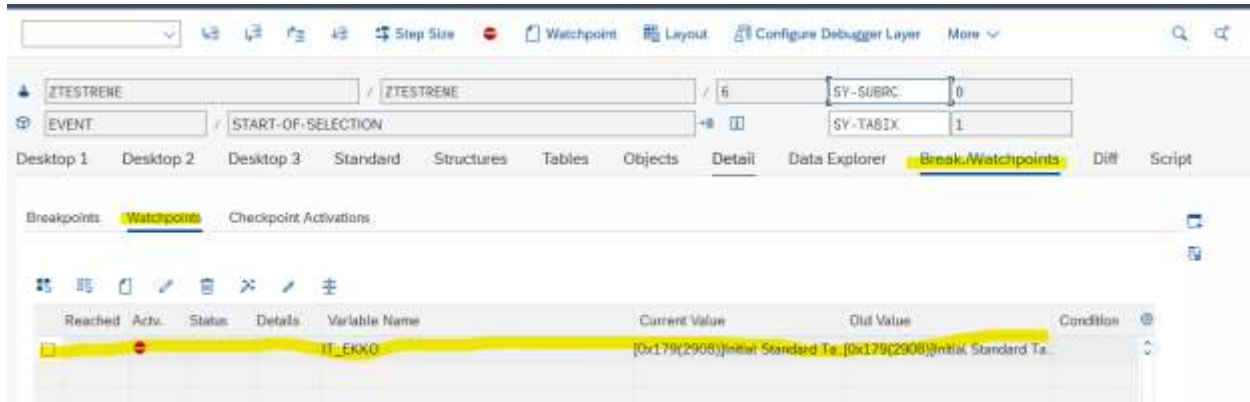 Step Size Watchpoint Layout Configure Debugger Layer More
ZTESTRENE / ZTESTRENE / 6 SY-SUBRC 0
EVENT / START-OF-SELECTION SY-TABIX 1
Desktop 1 Desktop 2 Desktop 3 Standard Structures Tables Objects Detail Data Explorer Break./Watchpoints Diff Script
Breakpoints Watchpoints Checkpoint Activations
Reached Actv. Status Details Variable Name Current Value Old Value Condition
IT_EKKO [0x179(2908)]Initial Standard Ta.. [0x179(2908)]Initial Standard Ta..